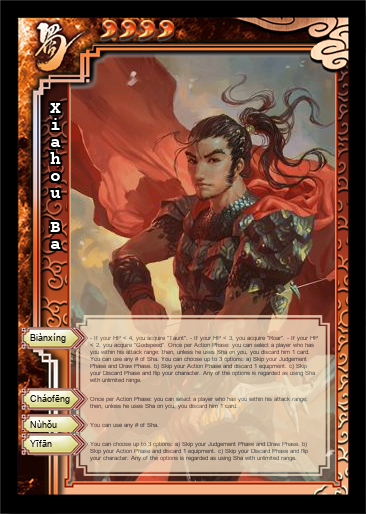 蜀
Xiahou Ba
Biànxíng
- If your HP < 4, you acquire "Taunt". - If your HP < 3, you acquire "Roar". - If your HP
< 2, you acquire "Godspeed". Once per Action Phase: you can select a player who has
you within his attack range: then, unless he uses Sha on you, you discard him 1 card.
You can use any # of Sha. You can choose up to 3 options: a) Skip your Judgement
Phase and Draw Phase. b) Skip your Action Phase and discard 1 equipment. c) Skip
your Discard Phase and flip your character. Any of this options is regarded as using Sha
with unlimited range.
Cháofěng
Once per Action Phase: you can select a player who has you within his attack range:
then, unless he uses Sha on you, you discard him 1 card.
Nùhǒu
You can use any # of Sha.
Yīfān
You can choose up to 3 options: a) Skip your Judgement Phase and Draw Phase. b)
Skip your Action Phase and discard 1 equipment. c) Skip your Discard Phase and flip
your character. Any of the options is regarded as using Sha with unlimited range.